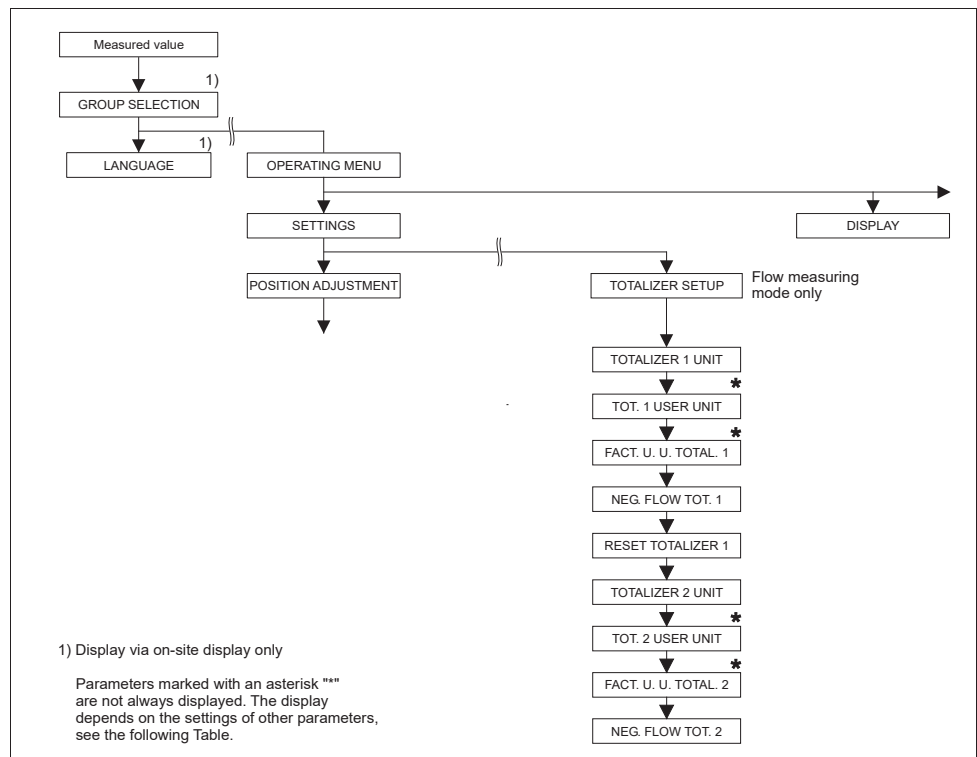 Measured value
1)
GROUP SELECTION
1)
LANGUAGE
OPERATING MENU
SETTINGS
DISPLAY
POSITION ADJUSTMENT
TOTALIZER SETUP
Flow measuring
mode only
TOTALIZER 1 UNIT
*
TOT. 1 USER UNIT
*
FACT. U. U. TOTAL. 1
NEG. FLOW TOT. 1
RESET TOTALIZER 1
TOTALIZER 2 UNIT
*
TOT. 2 USER UNIT
*
FACT. U. U. TOTAL. 2
NEG. FLOW TOT. 2
1) Display via on-site display only
Parameters marked with an asterisk "*"
are not always displayed. The display
depends on the settings of other parameters,
see the following Table.